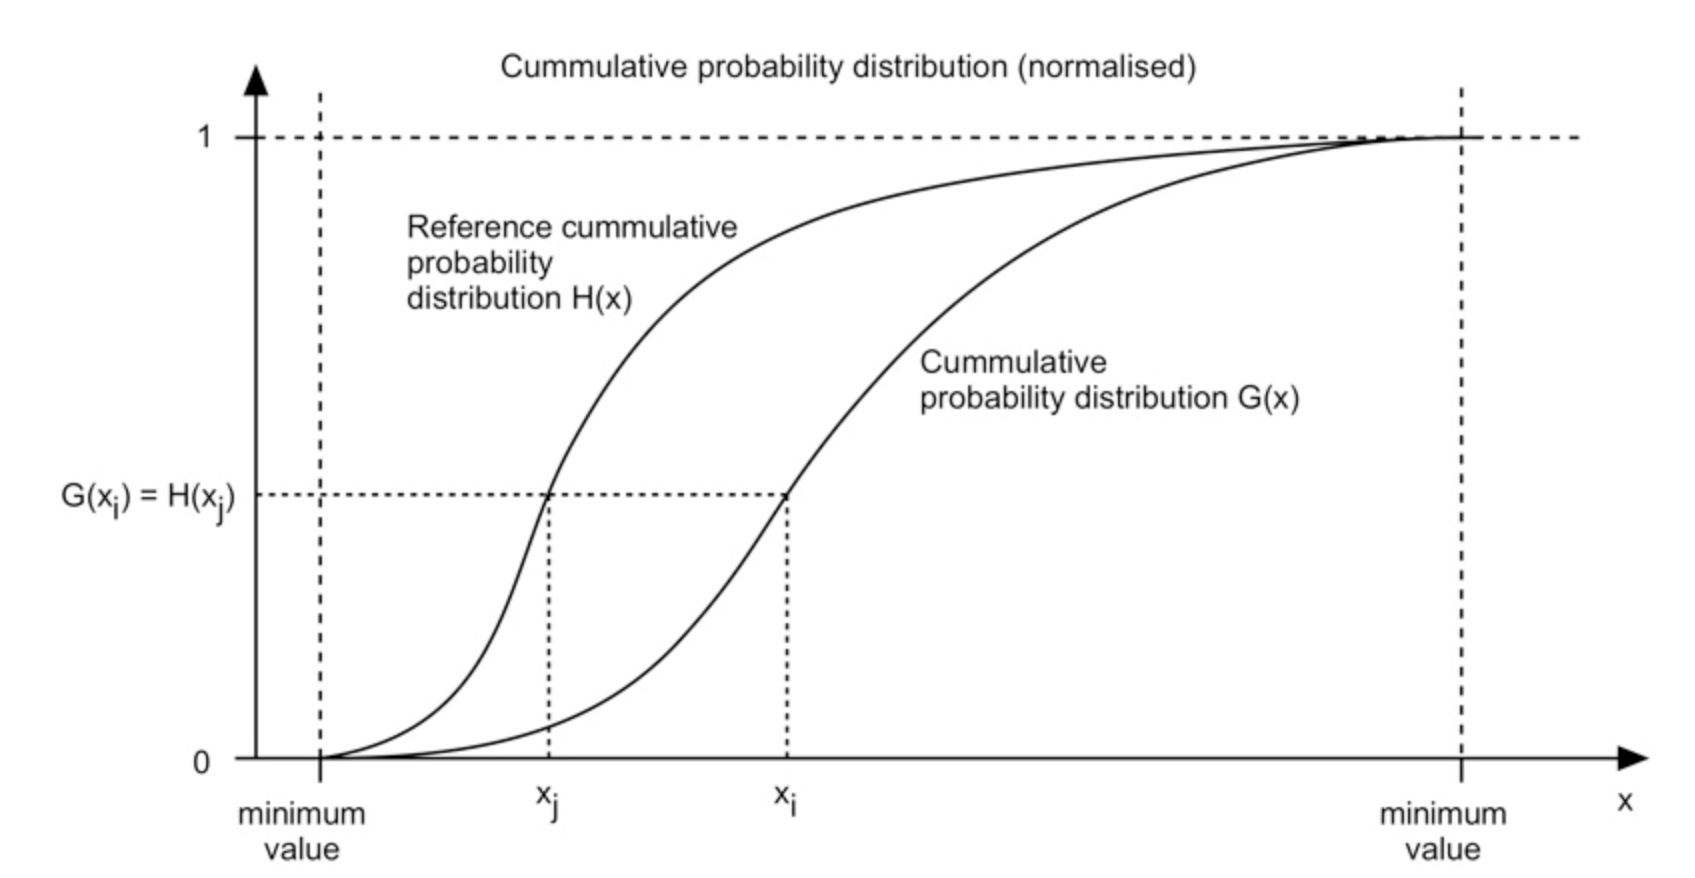 Cummulative probability distribution (normalised)
1
Reference cummulative
probability
distribution H(x)
Cummulative
probability distribution G(x)
G(xi) = H(xj)
0
xj
xi
x
minimum
value
minimum
value